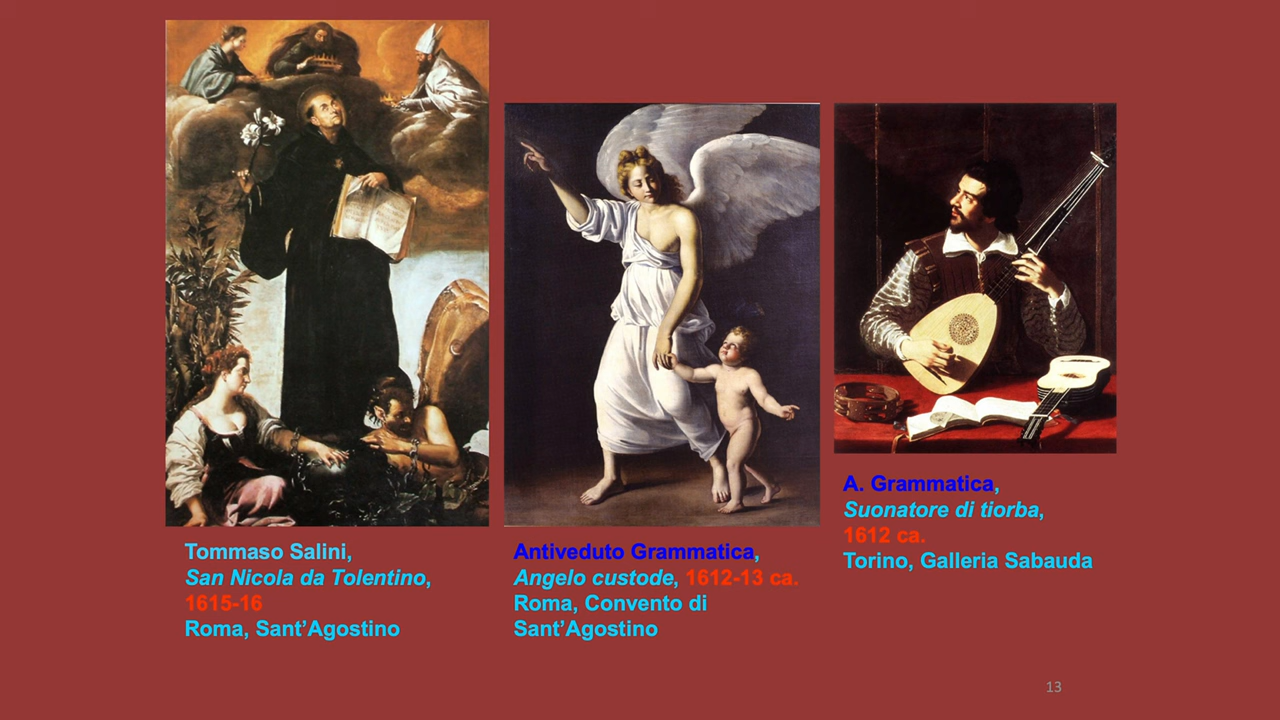 Tommaso Salini,
San Nicola da Tolentino,
1615-16
Roma, Sant’Agostino
Antiveduto Grammatica,
Angelo custode, 1612-13 ca.
Roma, Convento di
Sant’Agostino
A. Grammatica,
Suonatore di tiorba,
1612 ca.
Torino, Galleria Sabauda
13